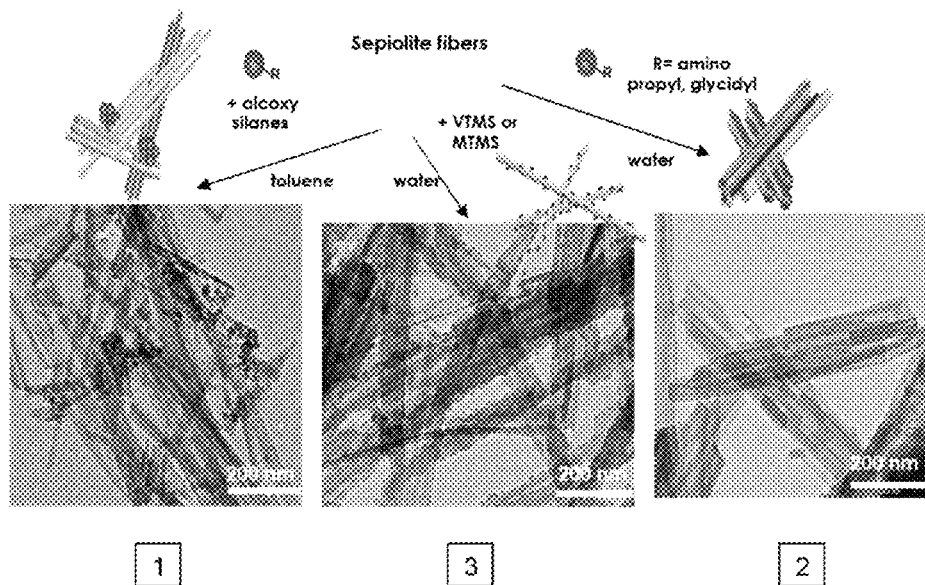 Sepiolite fibers
R
+ alcoxy
silanes
R
R= amino
propyl, glycidyl
+ VTMS or
MTMS
toluene
water
water
200 nm
200 nm
200 nm
1
3
2